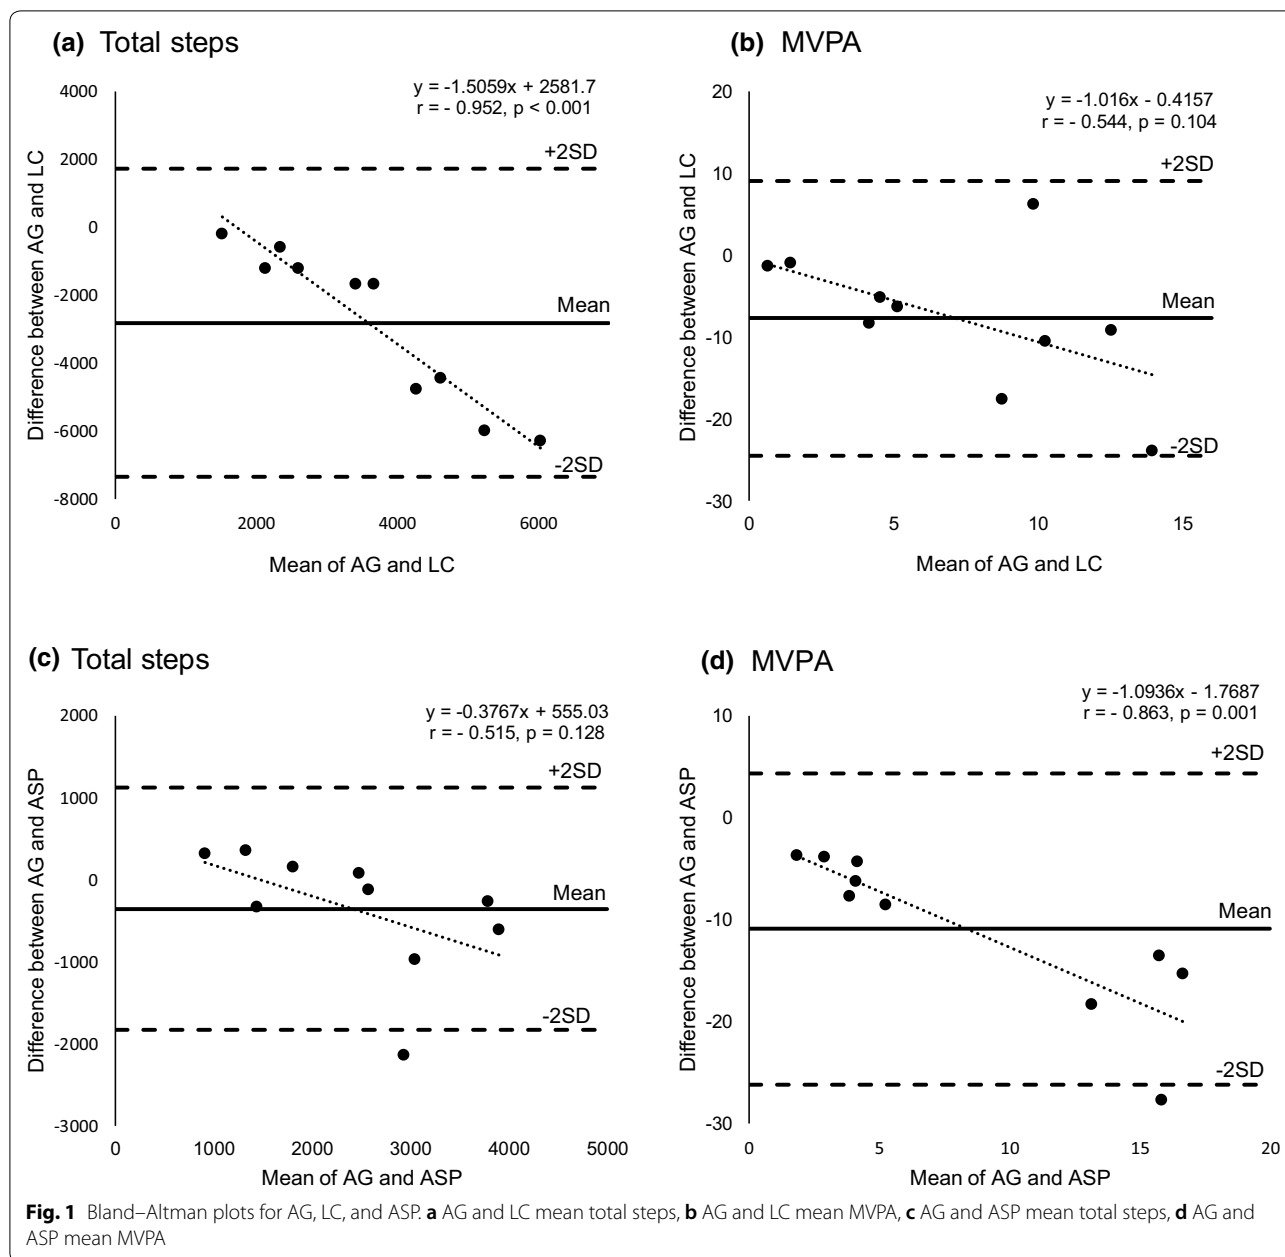 (a) Total steps
y = -1.5059x + 2581.7
r = - 0.952, p < 0.001
4000
2000
0
-2000
-4000
-6000
-8000
+2SD
Mean
-2SD
Difference between AG and LC
0 2000 4000 6000
Mean of AG and LC
(b) MVPA
y = -1.016x - 0.4157
r = - 0.544, p = 0.104
20
10
0
-10
-20
-30
+2SD
Mean
-2SD
Difference between AG and LC
0 5 10 15
Mean of AG and LC
(c) Total steps
y = -0.3767x + 555.03
r = - 0.515, p = 0.128
2000
1000
0
-1000
-2000
-3000
+2SD
Mean
-2SD
Difference between AG and ASP
0 1000 2000 3000 4000 5000
Mean of AG and ASP
(d) MVPA
y = -1.0936x - 1.7687
r = - 0.863, p = 0.001
10
0
-10
-20
-30
+2SD
Mean
-2SD
Difference between AG and ASP
0 5 10 15 20
Mean of AG and ASP
Fig. 1 Bland–Altman plots for AG, LC, and ASP. a AG and LC mean total steps, b AG and LC mean MVPA, c AG and ASP mean total steps, d AG and
ASP mean MVPA